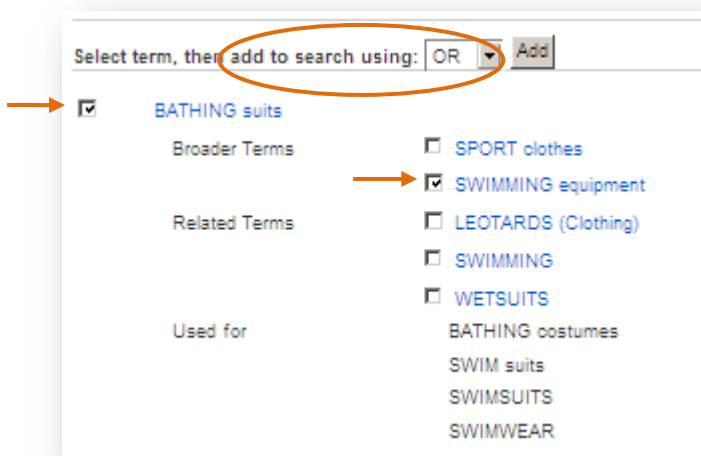 Select term, then add to search using: OR Add
BATHING suits
Broader Terms SPORT clothes
SWIMMING equipment
Related Terms LEOTARDS (Clothing)
SWIMMING
WETSUITS
Used for BATHING costumes
SWIM suits
SWIMSUITS
SWIMWEAR